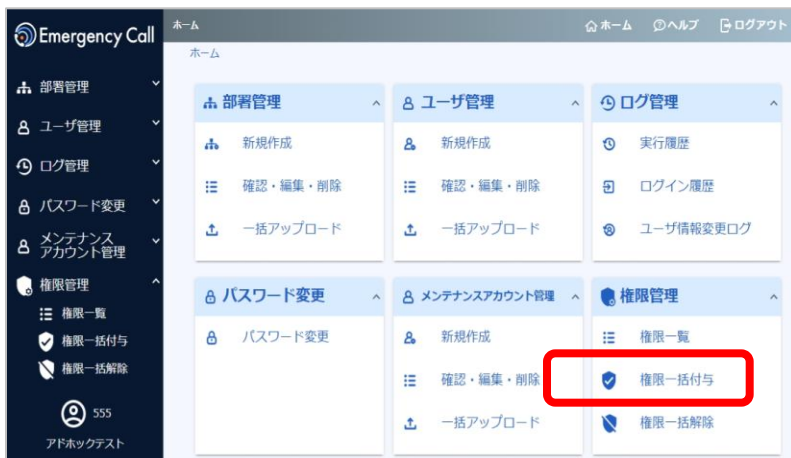 Emergency Call
ホーム
ホーム ヘルプ ログアウト
ホーム
部署管理
ユーザ管理
ログ管理
パスワード変更
メンテナンス
アカウント管理
権限管理
権限一覧
権限一括付与
権限一括解除
555
アドホックテスト
部署管理
新規作成
確認・編集・削除
一括アップロード
ユーザ管理
新規作成
確認・編集・削除
一括アップロード
ログ管理
実行履歴
ログイン履歴
ユーザ情報変更ログ
パスワード変更
パスワード変更
メンテナンスアカウント管理
新規作成
確認・編集・削除
一括アップロード
権限管理
権限一覧
権限一括付与
権限一括解除